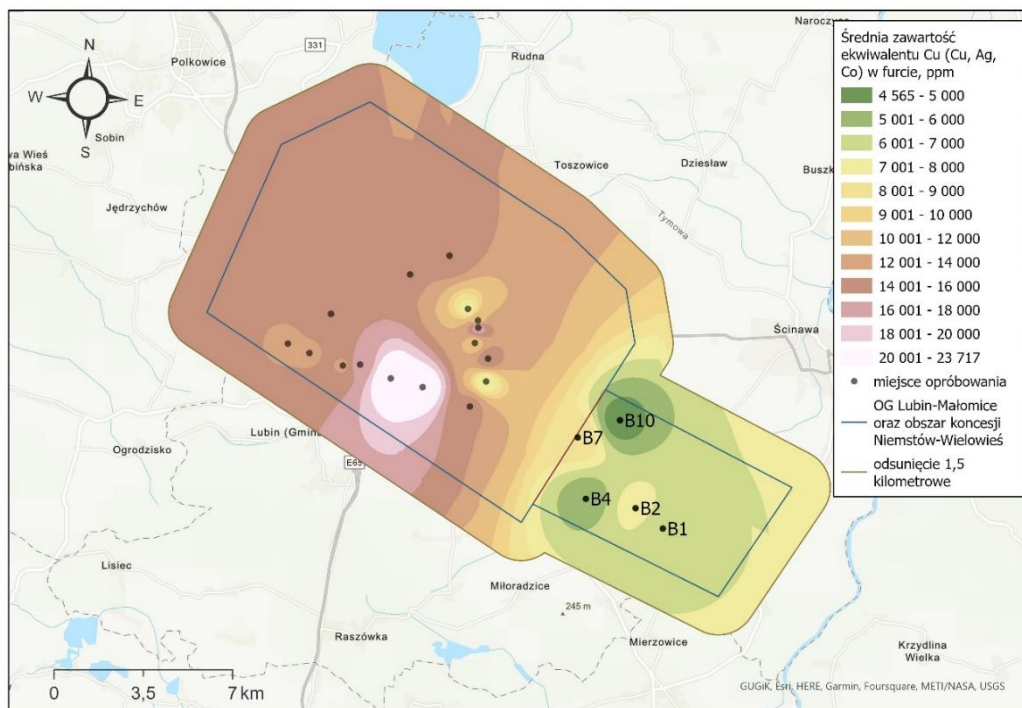 Rudna
331
Polkowice
N
W
E
S
Sobin
Jędrzychów
Toszowice
Dziesław
Tymowa
Ścinawa
Lubin (Gmina
E65
Ogrodzisko
B10
B7
B4
B2
B1
Lisiec
Miłoradzice
245 m
Raszówka
Mierzowice
Krzydlina
Wielka
0 3,5 7 km
GUGiK, Esri, HERE, Garmin, Foursquare, METI/NASA, USGS
Średnia zawartość
ekwiwalentu Cu (Cu, Ag,
Co) w furcie, ppm
4 565 - 5 000
5 001 - 6 000
6 001 - 7 000
7 001 - 8 000
8 001 - 9 000
9 001 - 10 000
10 001 - 12 000
12 001 - 14 000
14 001 - 16 000
16 001 - 18 000
18 001 - 20 000
20 001 - 23 717
miejsce opróbowania
OG Lubin-Małomice
oraz obszar koncesji
Niemstów-Wielowieś
odsunięcie 1,5
kilometrowe